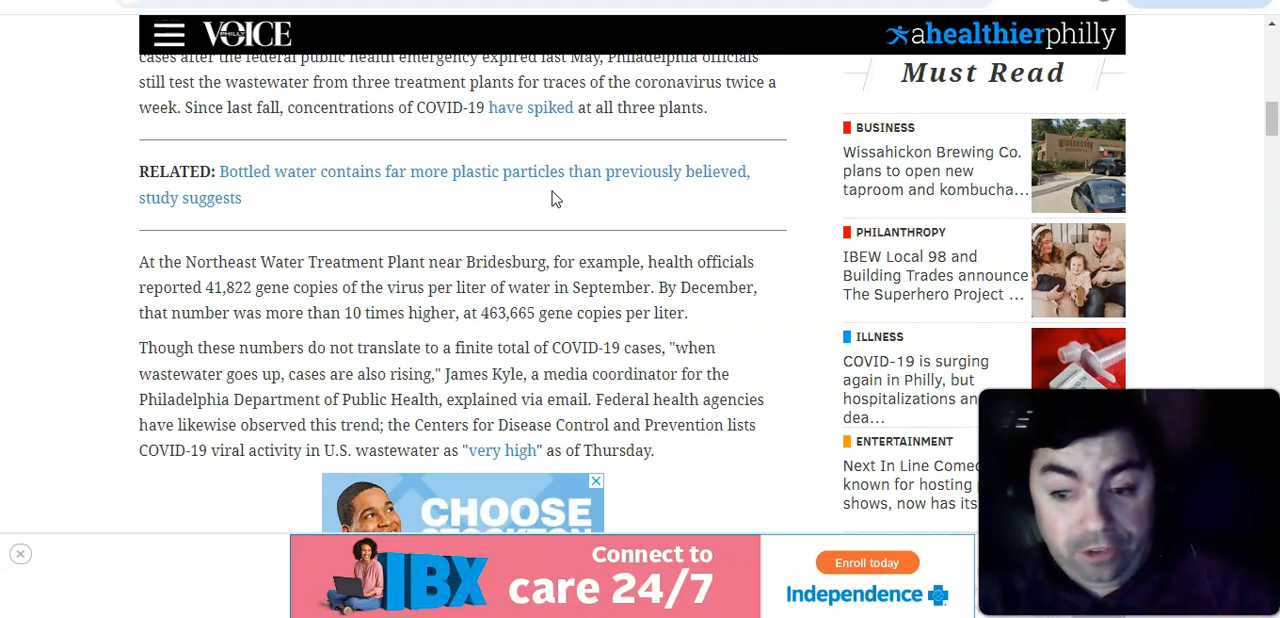 VOICE
PHILLY
ahealthierphilly
cases after the federal public health emergency expired last May, Philadelphia officials
still test the wastewater from three treatment plants for traces of the coronavirus twice a
week. Since last fall, concentrations of COVID-19 have spiked at all three plants.
RELATED: Bottled water contains far more plastic particles than previously believed,
study suggests
At the Northeast Water Treatment Plant near Bridesburg, for example, health officials
reported 41,822 gene copies of the virus per liter of water in September. By December,
that number was more than 10 times higher, at 463,665 gene copies per liter.
Though these numbers do not translate to a finite total of COVID-19 cases, "when
wastewater goes up, cases are also rising," James Kyle, a media coordinator for the
Philadelphia Department of Public Health, explained via email. Federal health agencies
have likewise observed this trend; the Centers for Disease Control and Prevention lists
COVID-19 viral activity in U.S. wastewater as "very high" as of Thursday.
CHOOSE
Must Read
BUSINESS
Wissahickon Brewing Co.
plans to open new
taproom and kombucha...
PHILANTHROPY
IBEW Local 98 and
Building Trades announce
The Superhero Project ...
ILLNESS
COVID-19 is surging
again in Philly, but
hospitalizations an
dea...
ENTERTAINMENT
Next In Line Come
known for hosting
shows, now has its
IBX
Connect to
care 24/7
Enroll today
Independence